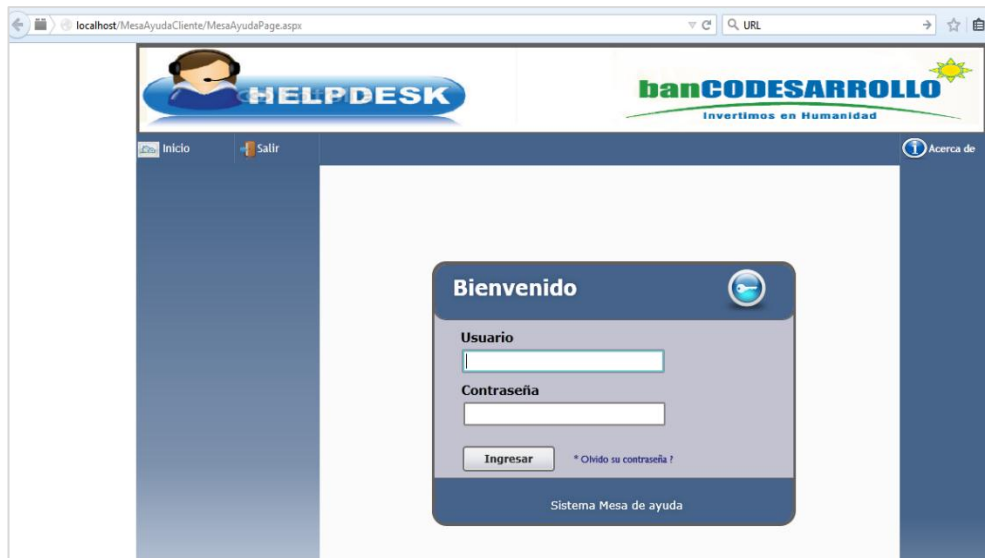 localhost/MesaAyudaCliente/MesaAyudaPage.aspx
URL
HELPDESK
banCODESARROLLO
Invertimos en Humanidad
Inicio
Salir
Acerca de
Bienvenido
Usuario
Contraseña
Ingresar
* Olvido su contraseña ?
Sistema Mesa de ayuda